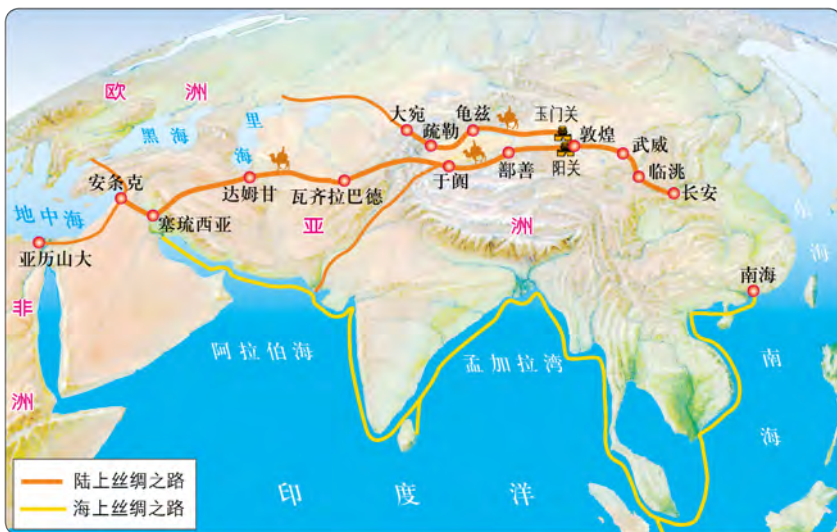 欧洲
黑海
里海
大宛
疏勒
龟兹
玉门关
敦煌
阳关
武威
临洮
长安
鄯善
于阗
瓦齐拉巴德
达姆甘
安条克
塞琉西亚
地中海
亚历山大
亚洲
非洲
东海
南海
阿拉伯海
孟加拉湾
南海
印度洋
陆上丝绸之路
海上丝绸之路